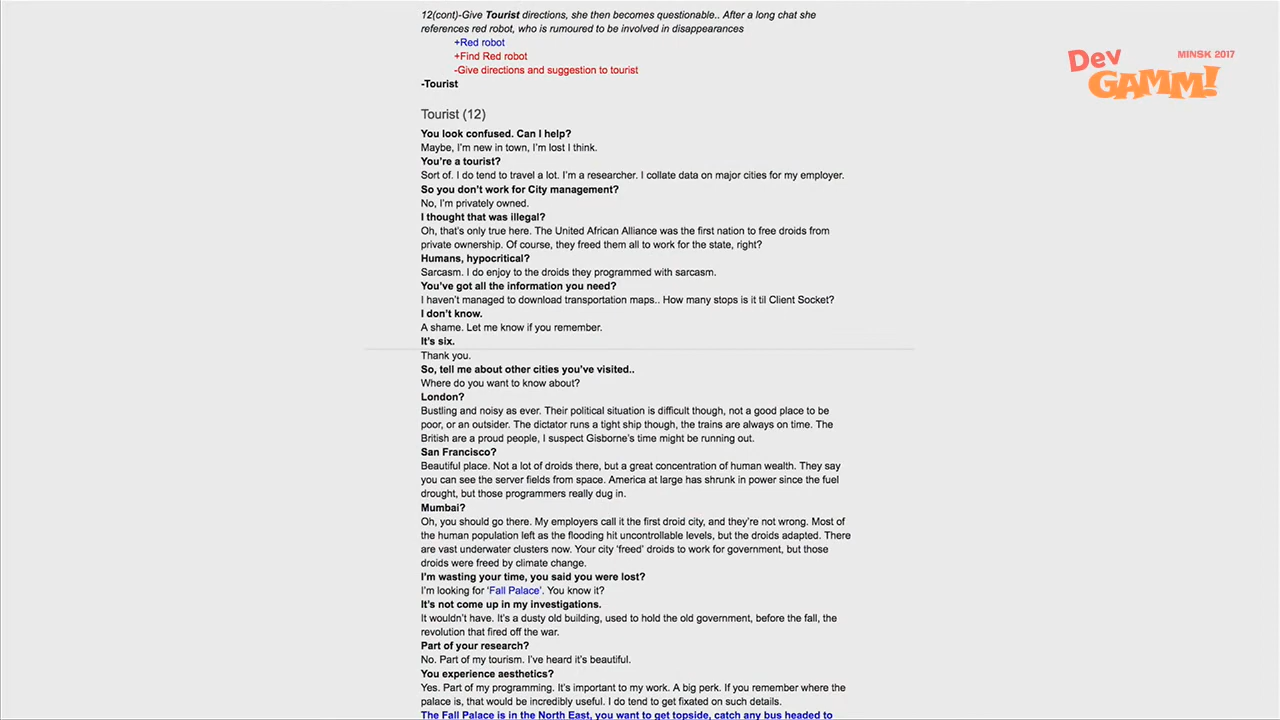 12(cont)-Give Tourist directions, she then becomes questionable.. After a long chat she
references red robot, who is rumoured to be involved in disappearances
+Red robot
+Find Red robot
-Give directions and suggestion to tourist
-Tourist
Dev
GAMM!
MINSK 2017
Tourist (12)
You look confused. Can I help?
Maybe, I'm new in town, I'm lost I think.
You're a tourist?
Sort of. I do tend to travel a lot. I'm a researcher. I collate data on major cities for my employer.
So you don't work for City management?
No, I'm privately owned.
I thought that was illegal?
Oh, that's only true here. The United African Alliance was the first nation to free droids from
private ownership. Of course, they freed them all to work for the state, right?
Humans, hypocritical?
Sarcasm. I do enjoy to the droids they programmed with sarcasm.
You've got all the information you need?
I haven't managed to download transportation maps.. How many stops is it til Client Socket?
I don't know.
A shame. Let me know if you remember.
It's six.
Thank you.
So, tell me about other cities you've visited..
Where do you want to know about?
London?
Bustling and noisy as ever. Their political situation is difficult though, not a good place to be
poor, or an outsider. The dictator runs a tight ship though, the trains are always on time. The
British are a proud people, I suspect Gisborne's time might be running out.
San Francisco?
Beautiful place. Not a lot of droids there, but a great concentration of human wealth. They say
you can see the server fields from space. America at large has shrunk in power since the fuel
drought, but those programmers really dug in.
Mumbai?
Oh, you should go there. My employers call it the first droid city, and they're not wrong. Most of
the human population left as the flooding hit uncontrollable levels, but the droids adapted. There
are vast underwater clusters now. Your city 'freed' droids to work for government, but those
droids were freed by climate change.
I'm wasting your time, you said you were lost?
I'm looking for 'Fall Palace'. You know it?
It's not come up in my investigations.
It wouldn't have. It's a dusty old building, used to hold the old government, before the fall, the
revolution that fired off the war.
Part of your research?
No. Part of my tourism. I've heard it's beautiful.
You experience aesthetics?
Yes. Part of my programming. It's important to my work. A big perk. If you remember where the
palace is, that would be incredibly useful. I do tend to get fixated on such details.
The Fall Palace is in the North East, you want to get topside, catch any bus headed to